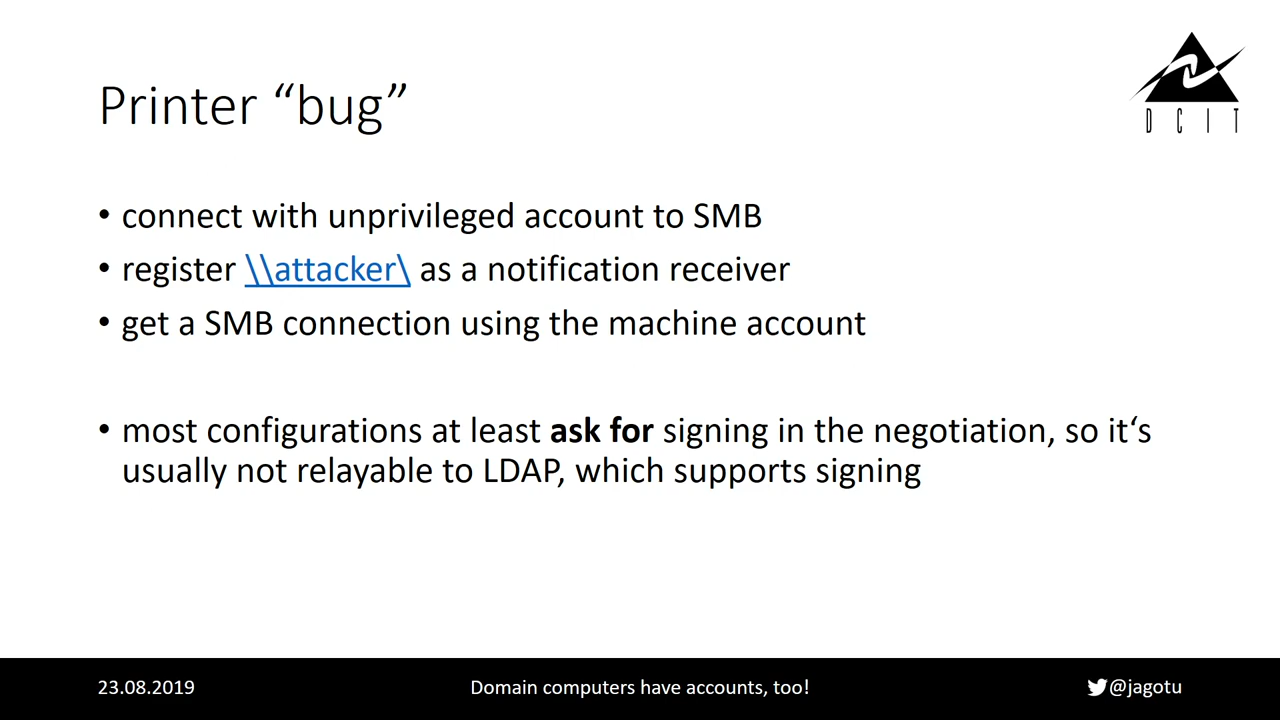 Printer “bug”
DCIT
• connect with unprivileged account to SMB
• register \\attacker\ as a notification receiver
• get a SMB connection using the machine account
• most configurations at least ask for signing in the negotiation, so it‘s
usually not relayable to LDAP, which supports signing
23.08.2019
Domain computers have accounts, too!
@jagotu